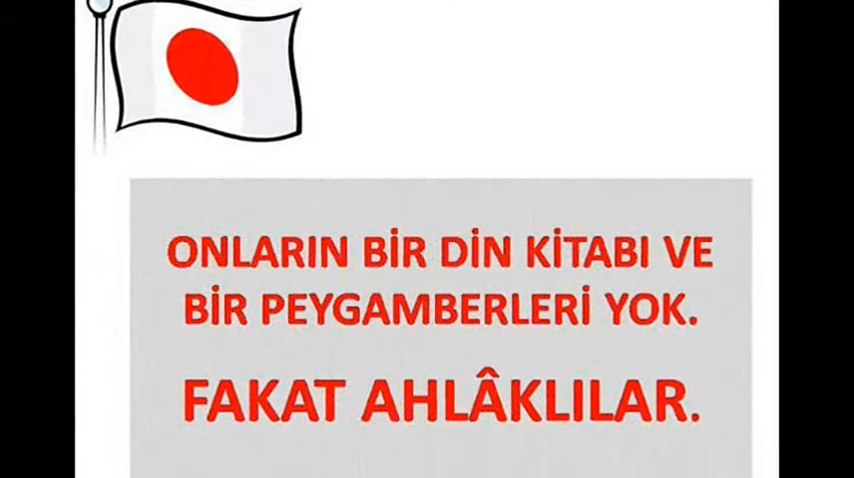 ONLARIN BİR DİN KİTABI VE
BİR PEYGAMBERLERİ YOK.
FAKAT AHLÂKLILAR.